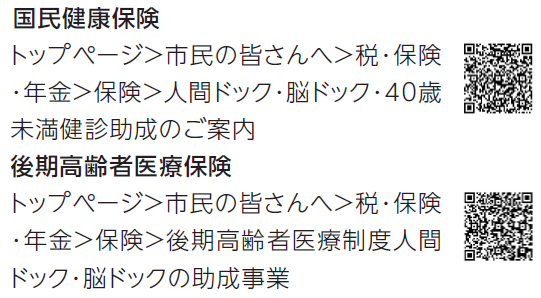 国民健康保険
トップページ＞市民の皆さんへ＞税・保険
・年金＞保険＞人間ドック・脳ドック・40歳
未満健診助成のご案内
後期高齢者医療保険
トップページ＞市民の皆さんへ＞税・保険
・年金＞保険＞後期高齢者医療制度人間
ドック・脳ドックの助成事業